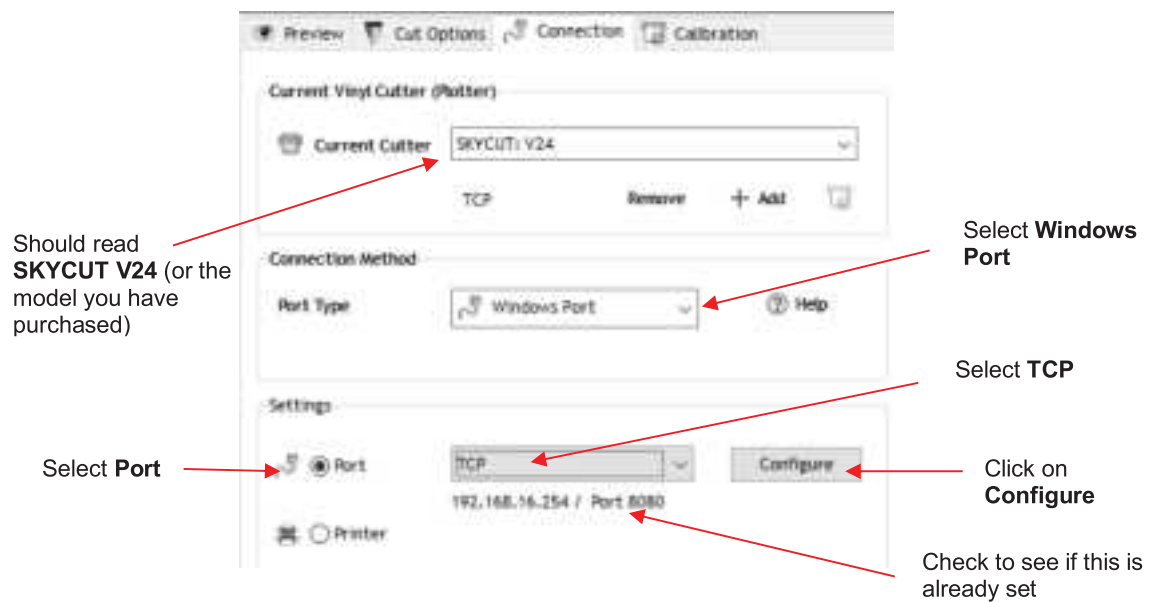 Preview Cut Options Connection Calibration
Current Vinyl Cutter (Plotter)
Current Cutter SKYCUT: V24
TCP Remove + Add
Should read
SKYCUT V24 (or the
model you have
purchased)
Select Windows
Port
Connection Method
Port Type Windows Port Help
Select TCP
Settings
Select Port
Port TCP Configure
Click on
Configure
192.168.16.254 / Port 8080
Printer
Check to see if this is
already set